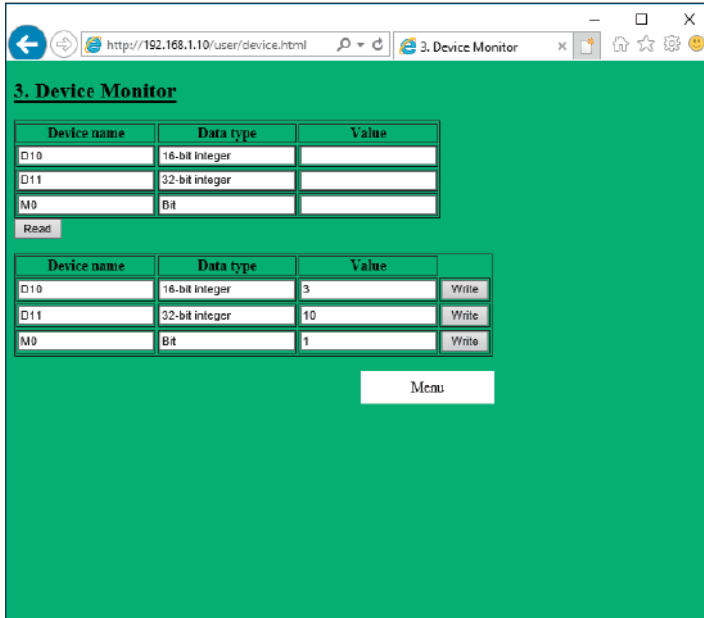 http://192.168.1.10/user/device.html
3. Device Monitor
3. Device Monitor
Device name Data type Value
D10 16-bit integer
D11 32-bit integer
M0 Bit
Read
Device name Data type Value
D10 16-bit integer 3 Write
D11 32-bit integer 10 Write
M0 Bit 1 Write
Menu